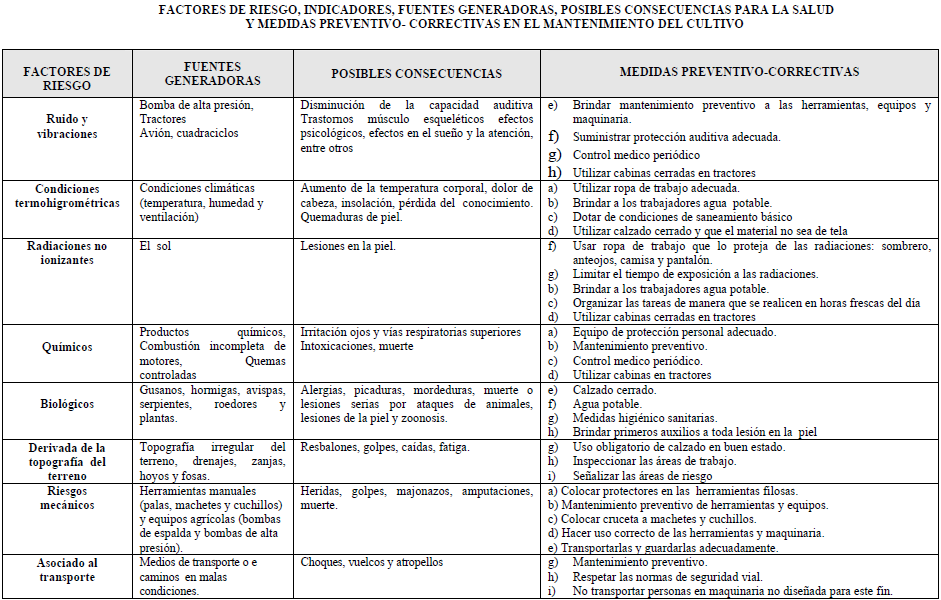 FACTORES DE RIESGO, INDICADORES, FUENTES GENERADORAS, POSIBLES CONSECUENCIAS PARA LA SALUD
Y MEDIDAS PREVENTIVO- CORRECTIVAS EN EL MANTENIMIENTO DEL CULTIVO
FACTORES DE
RIESGO
FUENTES
GENERADORAS
POSIBLES CONSECUENCIAS
MEDIDAS PREVENTIVO-CORRECTIVAS
Ruido y
vibraciones
Bomba de alta presión,
Tractores
Avión, cuadraciclos
Disminución de la capacidad auditiva
Trastornos músculo esqueléticos efectos
psicológicos, efectos en el sueño y la atención,
entre otros
e) Brindar mantenimiento preventivo a las herramientas, equipos y
maquinaria.
f) Suministrar protección auditiva adecuada.
g) Control medico periódico
h) Utilizar cabinas cerradas en tractores
Condiciones
termohigrométricas
Condiciones climáticas
(temperatura, humedad y
ventilación)
Aumento de la temperatura corporal, dolor de
cabeza, insolación, pérdida del conocimiento.
Quemaduras de piel.
a) Utilizar ropa de trabajo adecuada.
b) Brindar a los trabajadores agua potable.
c) Dotar de condiciones de saneamiento básico
d) Utilizar calzado cerrado y que el material no sea de tela
Radiaciones no
ionizantes
El sol
Lesiones en la piel.
f) Usar ropa de trabajo que lo proteja de las radiaciones: sombrero,
anteojos, camisa y pantalón.
g) Limitar el tiempo de exposición a las radiaciones.
b) Brindar a los trabajadores agua potable.
c) Organizar las tareas de manera que se realicen en horas frescas del día
d) Utilizar cabinas cerradas en tractores
Químicos
Productos químicos,
Combustión incompleta de
motores, Quemas
controladas
Irritación ojos y vías respiratorias superiores
Intoxicaciones, muerte
a) Equipo de protección personal adecuado.
b) Mantenimiento preventivo.
c) Control medico periódico.
d) Utilizar cabinas en tractores
Biológicos
Gusanos, hormigas, avispas,
serpientes, roedores y
plantas.
Alergias, picaduras, mordeduras, muerte o
lesiones serias por ataques de animales,
lesiones de la piel y zoonosis.
e) Calzado cerrado.
f) Agua potable.
g) Medidas higiénico sanitarias.
h) Brindar primeros auxilios a toda lesión en la piel
Derivada de la
topografía del
terreno
Topografía irregular del
terreno, drenajes, zanjas,
hoyos y fosas.
Resbalones, golpes, caídas, fatiga.
g) Uso obligatorio de calzado en buen estado.
h) Inspeccionar las áreas de trabajo.
i) Señalizar las áreas de riesgo
Riesgos
mecánicos
Herramientas manuales
(palas, machetes y cuchillos)
y equipos agrícolas (bombas
de espalda y bombas de alta
presión).
Heridas, golpes, majonazos, amputaciones,
muerte.
a) Colocar protectores en las herramientas filosas.
b) Mantenimiento preventivo de herramientas y equipos.
c) Colocar cruceta a machetes y cuchillos.
d) Hacer uso correcto de las herramientas y maquinaria.
e) Transportarlas y guardarlas adecuadamente.
Asociado al
transporte
Medios de transporte o e
caminos en malas
condiciones.
Choques, vuelcos y atropellos
g) Mantenimiento preventivo.
h) Respetar las normas de seguridad vial.
i) No transportar personas en maquinaria no diseñada para este fin.